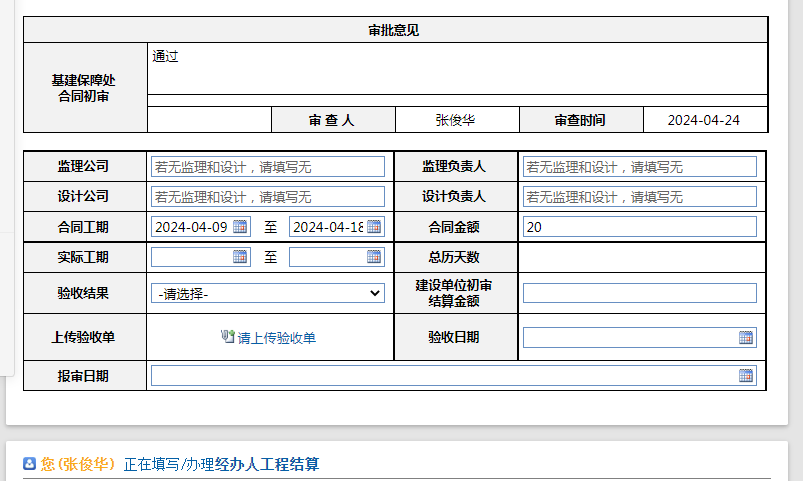 审批意见
基建保障处
合同初审
通过
审 查 人
张俊华
审查时间
2024-04-24
监理公司
若无监理和设计，请填写无
监理负责人
若无监理和设计，请填写无
设计公司
若无监理和设计，请填写无
设计负责人
若无监理和设计，请填写无
合同工期
2024-04-09
至
2024-04-18
合同金额
20
实际工期
至
总历天数
验收结果
-请选择-
建设单位初审
结算金额
上传验收单
请上传验收单
验收日期
报审日期
您(张俊华) 正在填写/办理经办人工程结算